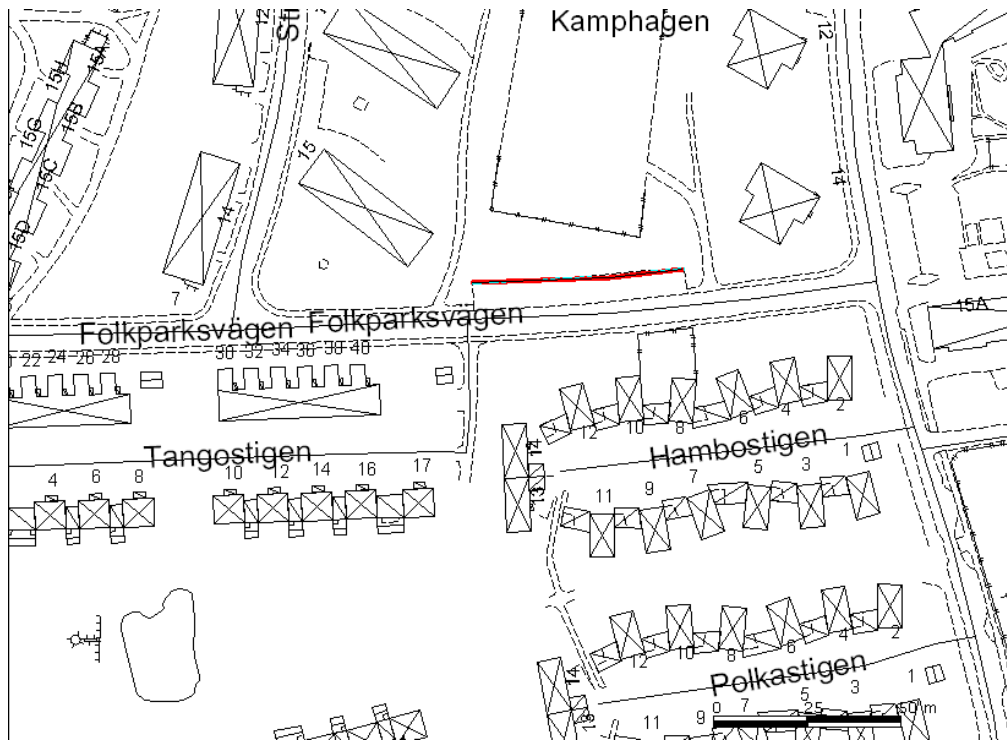 Kamphagen
12
12
15H
15A
15G
15B
15C
15D
15
14
14
7
Folkparksvägen Folkparksvägen
15A
22 24 26 28
30 32 34 36 38 40
12 10 8 6 4 2
Tangostigen
Hambostigen
14
13
4 6 8
10 12 14 16 17
11 9 7 5 3 1
12 10 8 6 4 2
Polkastigen
14
13
11 9 7 5 3 1
0 25 50 m